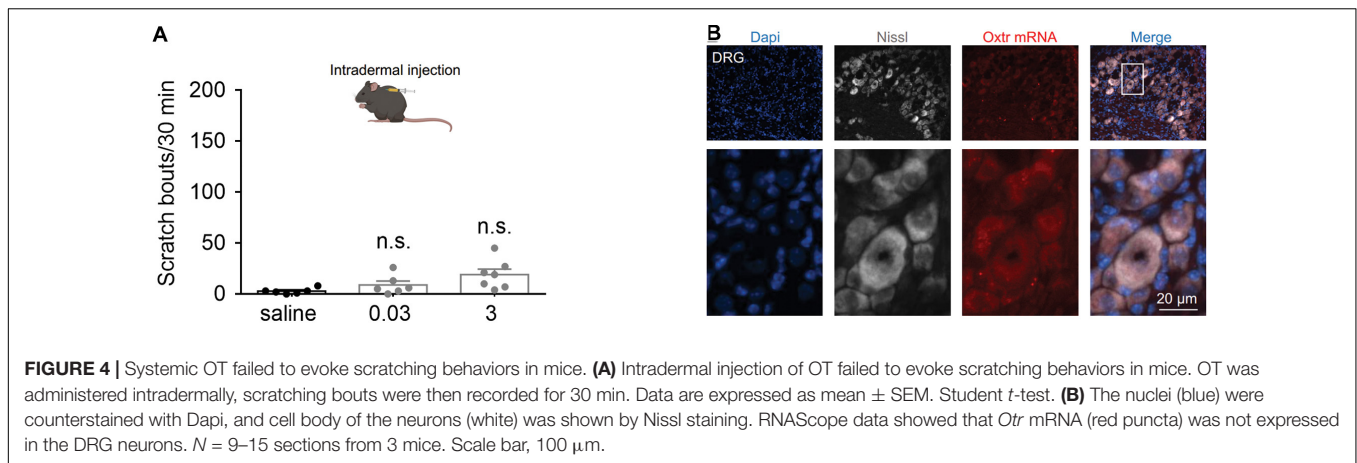 A
Intradermal injection
Scratch bouts/30 min
200
150
100
50
0
n.s.
n.s.
saline
0.03
3
B
Dapi
Nissl
Oxtr mRNA
Merge
DRG
20 µm
FIGURE 4 | Systemic OT failed to evoke scratching behaviors in mice. (A) Intradermal injection of OT failed to evoke scratching behaviors in mice. OT was
administered intradermally, scratching bouts were then recorded for 30 min. Data are expressed as mean ± SEM. Student t-test. (B) The nuclei (blue) were
counterstained with Dapi, and cell body of the neurons (white) was shown by Nissl staining. RNAScope data showed that Otr mRNA (red puncta) was not expressed
in the DRG neurons. N = 9–15 sections from 3 mice. Scale bar, 100 µm.